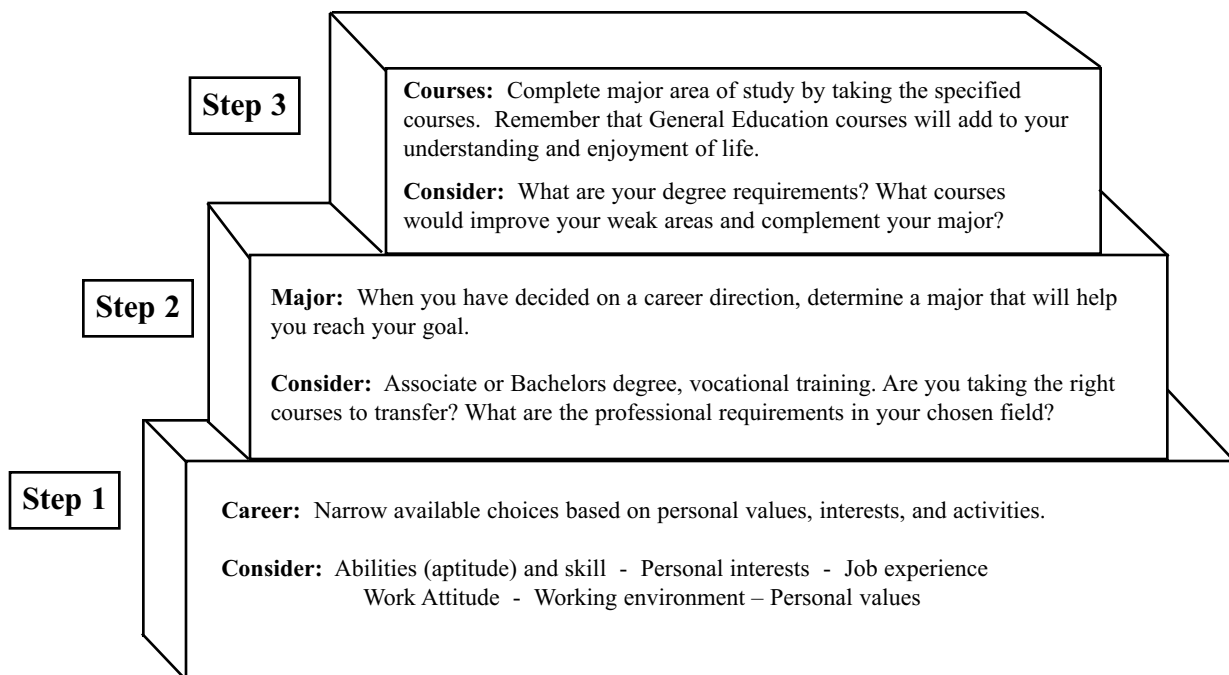 Step 3
Courses: Complete major area of study by taking the specified
courses. Remember that General Education courses will add to your
understanding and enjoyment of life.
Consider: What are your degree requirements? What courses
would improve your weak areas and complement your major?
Step 2
Major: When you have decided on a career direction, determine a major that will help
you reach your goal.
Consider: Associate or Bachelors degree, vocational training. Are you taking the right
courses to transfer? What are the professional requirements in your chosen field?
Step 1
Career: Narrow available choices based on personal values, interests, and activities.
Consider: Abilities (aptitude) and skill - Personal interests - Job experience
Work Attitude - Working environment – Personal values